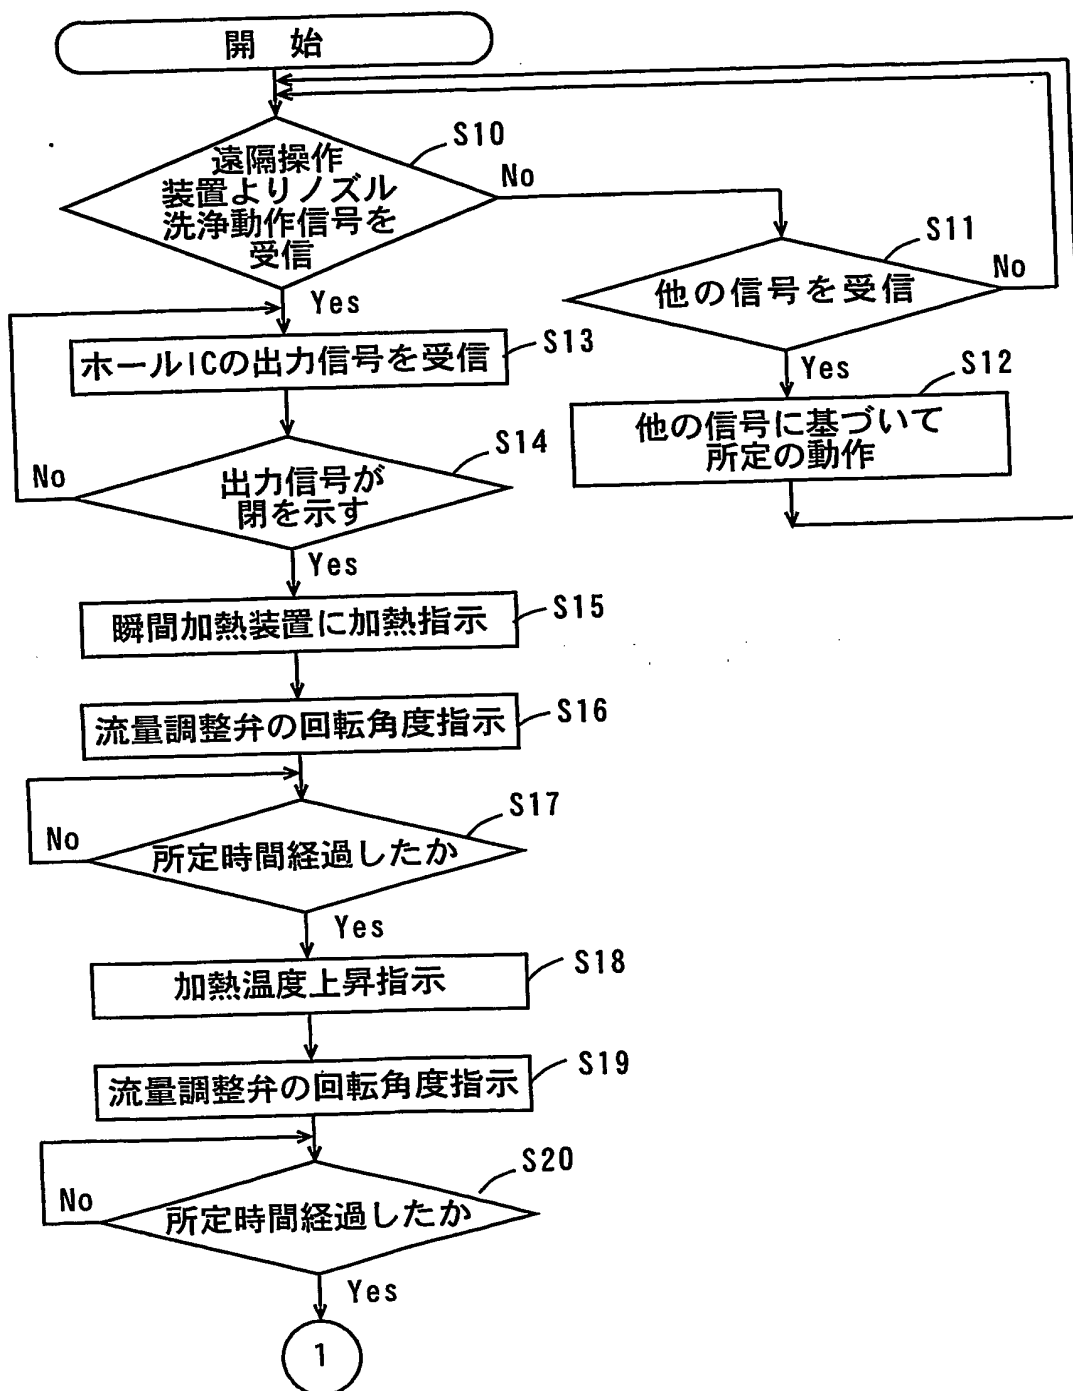 開 始
S10
遠隔操作
装置よりノズル
洗浄動作信号を
受信
No
Yes
S11
他の信号を受信
No
Yes
S12
他の信号に基づいて
所定の動作
S13
ホールICの出力信号を受信
S14
出力信号が
閉を示す
No
Yes
S15
瞬間加熱装置に加熱指示
S16
流量調整弁の回転角度指示
S17
所定時間経過したか
No
Yes
S18
加熱温度上昇指示
S19
流量調整弁の回転角度指示
S20
所定時間経過したか
No
Yes
1